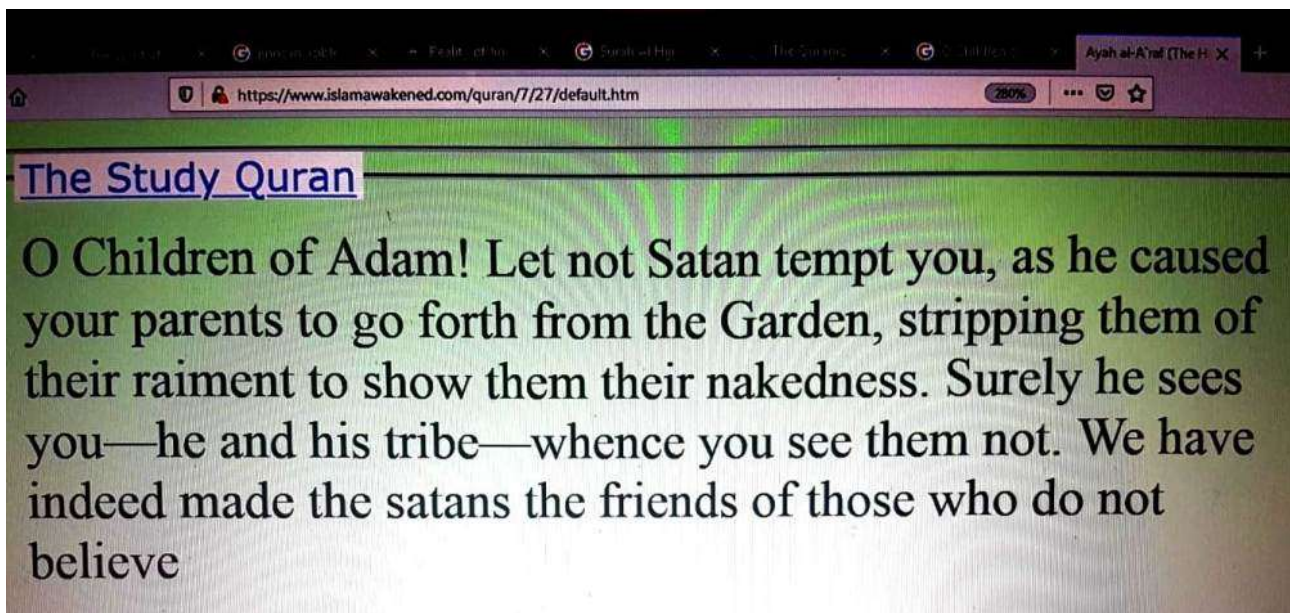 Surah al-Hij
Ayah al-A'raf (The H
https://www.islamawakened.com/quran/7/27/default.htm
280%
The Study Quran
O Children of Adam! Let not Satan tempt you, as he caused
your parents to go forth from the Garden, stripping them of
their raiment to show them their nakedness. Surely he sees
you—he and his tribe—whence you see them not. We have
indeed made the satans the friends of those who do not
believe